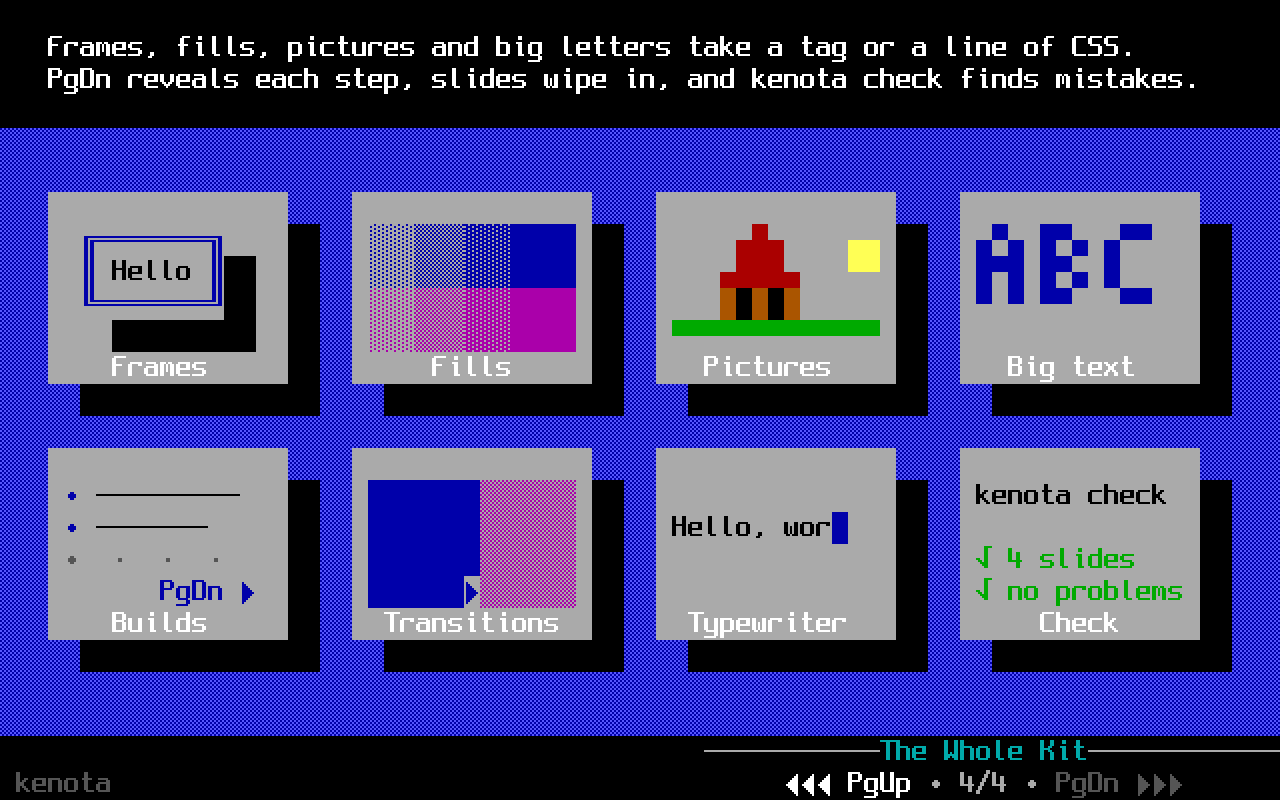 Frames, fills, pictures and big letters take a tag or a line of CSS.
PgDn reveals each step, slides wipe in, and kenota check finds mistakes.
Hello
Frames
Fills
Pictures
ABC
Big text
PgDn
Builds
Transitions
Hello, wor
Typewriter
kenota check
√ 4 slides
√ no problems
Check
The Whole Kit
kenota
PgUp • 4/4 • PgDn